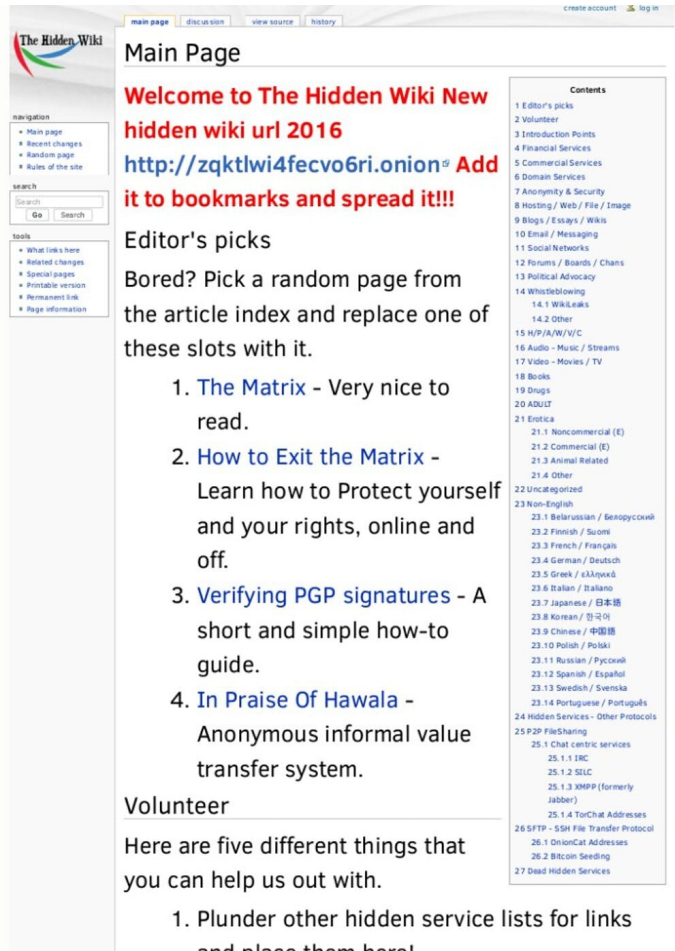 create account
log in
The Hidden Wiki
main page
discussion
view source
history
Main Page
Welcome to The Hidden Wiki New
hidden wiki url 2016
http://zqktlwi4fecvo6ri.onion Add
it to bookmarks and spread it!!!
Editor's picks
Bored? Pick a random page from
the article index and replace one of
these slots with it.
1. The Matrix - Very nice to
read.
2. How to Exit the Matrix -
Learn how to Protect yourself
and your rights, online and
off.
3. Verifying PGP signatures - A
short and simple how-to
guide.
4. In Praise Of Hawala -
Anonymous informal value
transfer system.
Volunteer
Here are five different things that
you can help us out with.
1. Plunder other hidden service lists for links
and place them here!
navigation
Main page
Recent changes
Random page
Rules of the site
search
Search
Go
Search
tools
What links here
Related changes
Special pages
Printable version
Permanent link
Page information
Contents
1 Editor's picks
2 Volunteer
3 Introduction Points
4 Financial Services
5 Commercial Services
6 Domain Services
7 Anonymity & Security
8 Hosting / Web / File / Image
9 Blogs / Essays / Wikis
10 Email / Messaging
11 Social Networks
12 Forums / Boards / Chans
13 Political Advocacy
14 Whistleblowing
14.1 WikiLeaks
14.2 Other
15 H/P/A/W/V/C
16 Audio - Music / Streams
17 Video - Movies / TV
18 Books
19 Drugs
20 ADULT
21 Erotica
21.1 Noncommercial (E)
21.2 Commercial (E)
21.3 Animal Related
21.4 Other
22 Uncategorized
23 Non-English
23.1 Belarussian / Белорусский
23.2 Finnish / Suomi
23.3 French / Français
23.4 German / Deutsch
23.5 Greek / ελληνικά
23.6 Italian / Italiano
23.7 Japanese / 日本語
23.8 Korean / 한국어
23.9 Chinese / 中国語
23.10 Polish / Polski
23.11 Russian / Русский
23.12 Spanish / Español
23.13 Swedish / Svenska
23.14 Portuguese / Português
24 Hidden Services - Other Protocols
25 P2P FileSharing
25.1 Chat centric services
25.1.1 IRC
25.1.2 SILC
25.1.3 XMPP (formerly
Jabber)
25.1.4 TorChat Addresses
26 SFTP - SSH File Transfer Protocol
26.1 OnionCat Addresses
26.2 Bitcoin Seeding
27 Dead Hidden Services